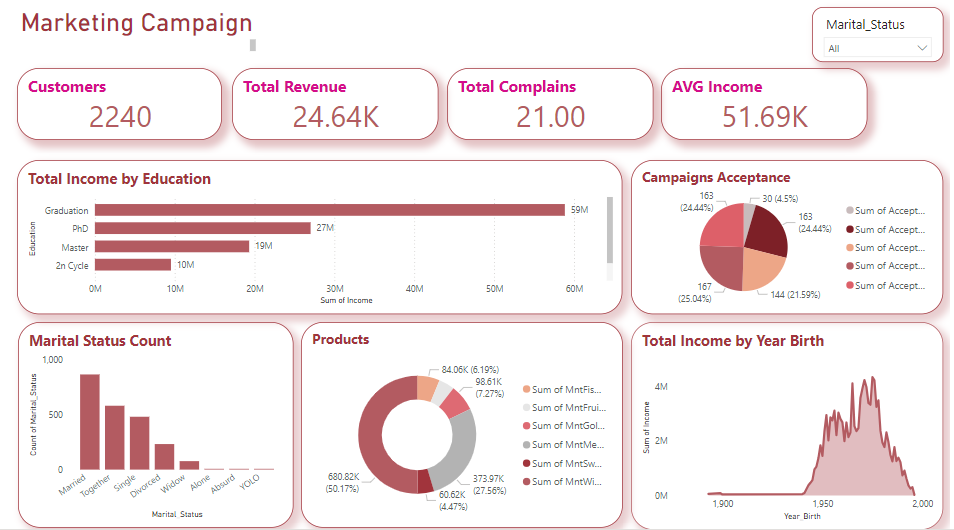 Marketing Campaign
Marital_Status
All
Customers
2240
Total Revenue
24.64K
Total Complains
21.00
AVG Income
51.69K
Total Income by Education
Education
Graduation
59M
PhD
27M
Master
19M
2n Cycle
10M
0M
10M
20M
30M
40M
50M
60M
Sum of Income
Campaigns Acceptance
30 (4.5%)
163
(24.44%)
144 (21.59%)
167
(25.04%)
163
(24.44%)
Sum of Accept...
Sum of Accept...
Sum of Accept...
Sum of Accept...
Sum of Accept...
Marital Status Count
Count of Marital_Status
1,000
500
0
Married
Together
Single
Divorced
Widow
Alone
Absurd
YOLO
Marital_Status
Products
84.06K (6.19%)
98.61K
(7.27%)
373.97K
(27.56%)
60.62K
(4.47%)
680.82K
(50.17%)
Sum of MntFis...
Sum of MntFrui...
Sum of MntGol...
Sum of MntMe...
Sum of MntSw...
Sum of MntWi...
Total Income by Year Birth
Sum of Income
4M
2M
0M
1,900
1,950
2,000
Year_Birth